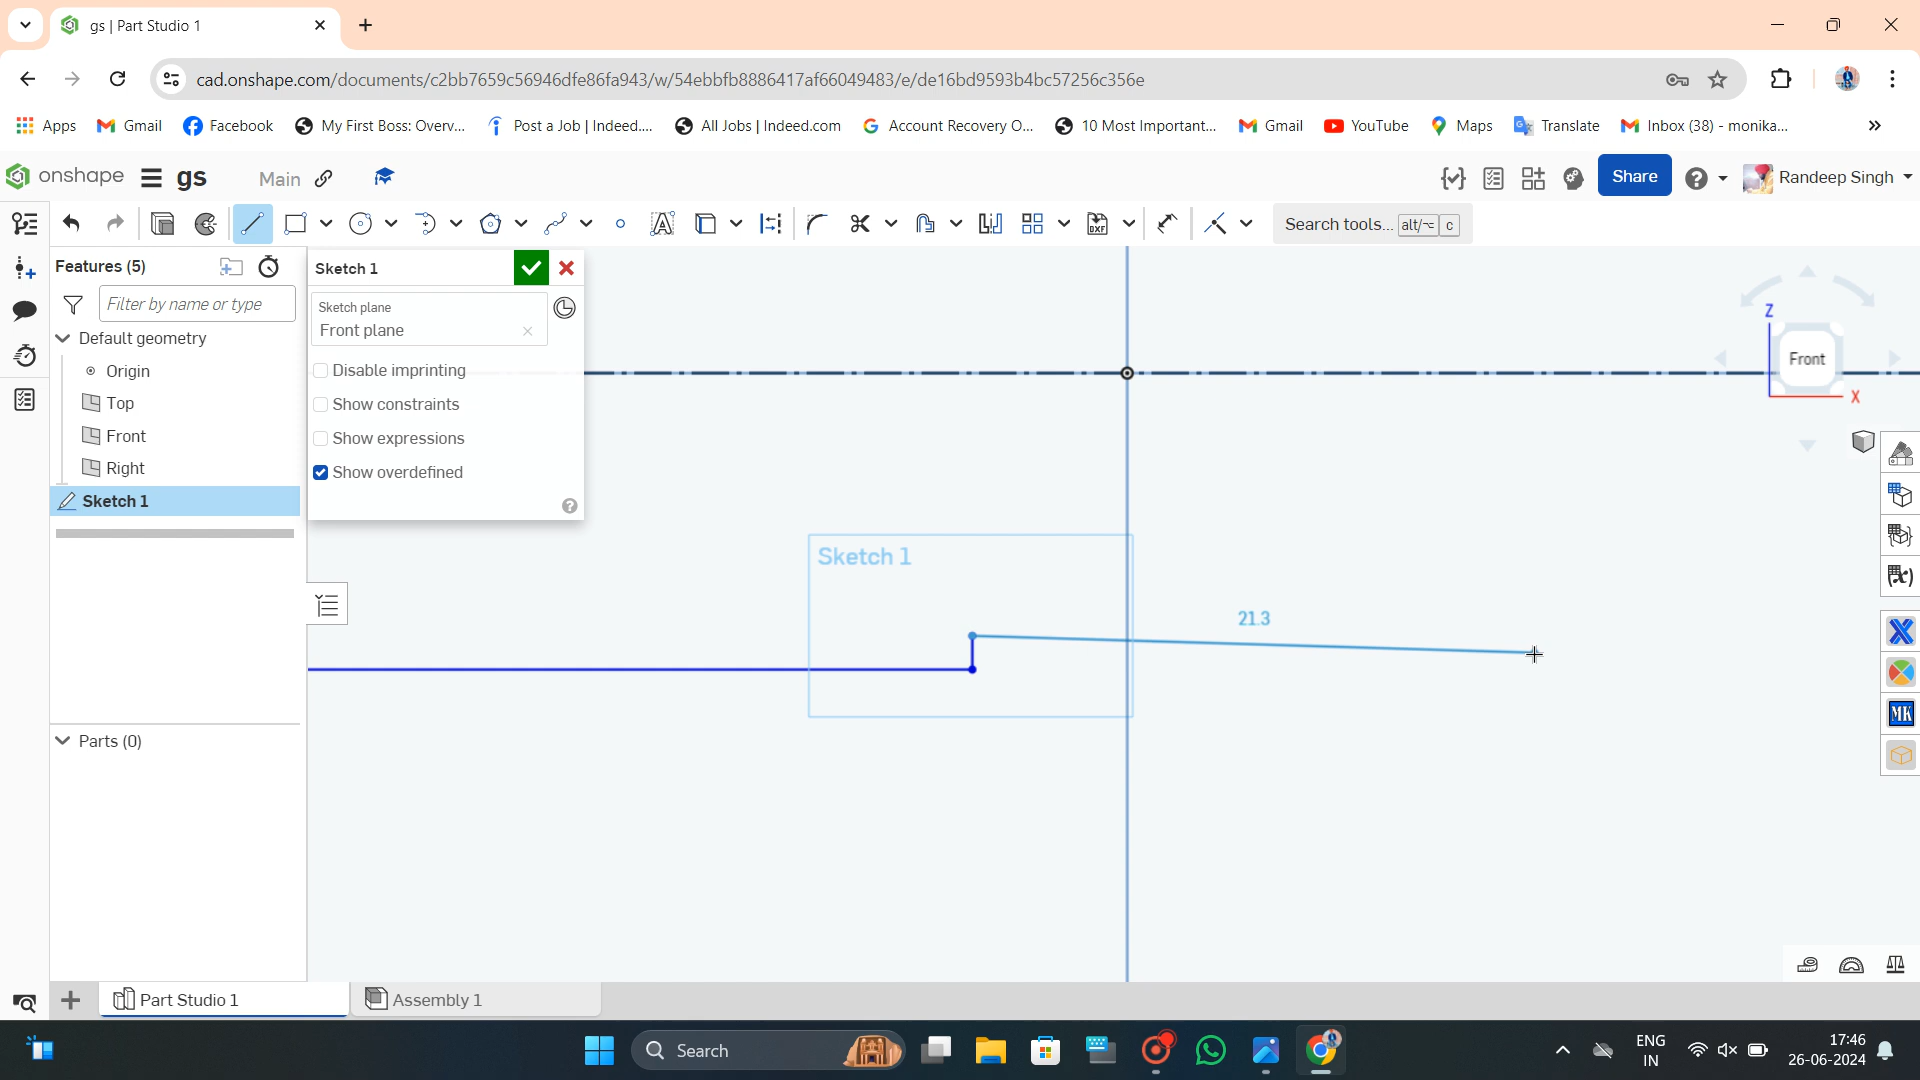 gs | Part Studio 1
cad.onshape.com/documents/c2bb7659c56946dfe86fa943/w/54ebbfb8886417af66049483/e/de16bd9593b4bc57256c356e
Apps Gmail Facebook My First Boss: Overv... Post a Job | Indeed.... All Jobs | Indeed.com Account Recovery O... 10 Most Important... Gmail YouTube Maps Translate Inbox (38) - monika...
onshape gs Main Share Randeep Singh
Search tools... alt/⌥ c
Features (5)
Filter by name or type
Default geometry
Origin
Top
Front
Right
Sketch 1
Parts (0)
Sketch 1
Sketch plane
Front plane
Disable imprinting
Show constraints
Show expressions
Show overdefined
Sketch 1
21.3
Z
Front
X
(x)
MK
Part Studio 1 Assembly 1
Search
ENG
IN
17:46
26-06-2024